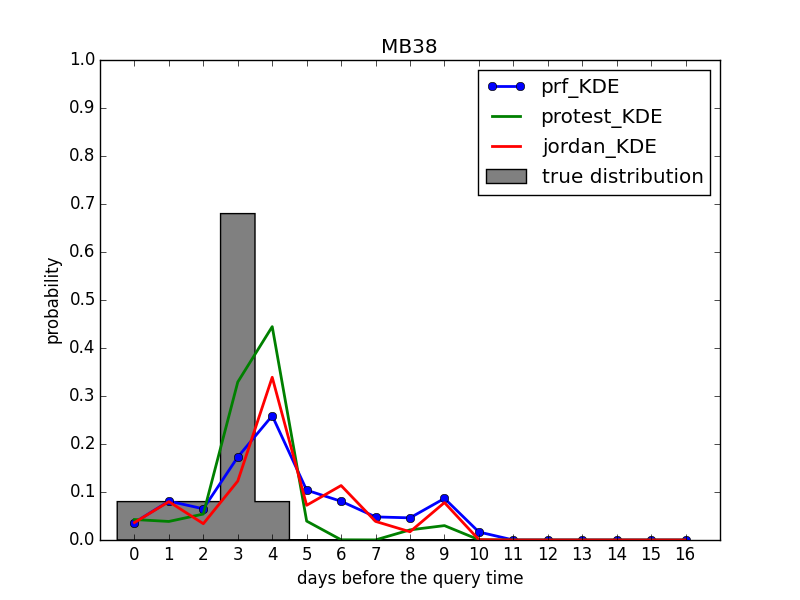 MB38
1.0
0.9
0.8
0.7
0.6
0.5
0.4
0.3
0.2
0.1
0.0
probability
prf_KDE
protest_KDE
jordan_KDE
true distribution
0 1 2 3 4 5 6 7 8 9 10 11 12 13 14 15 16
days before the query time